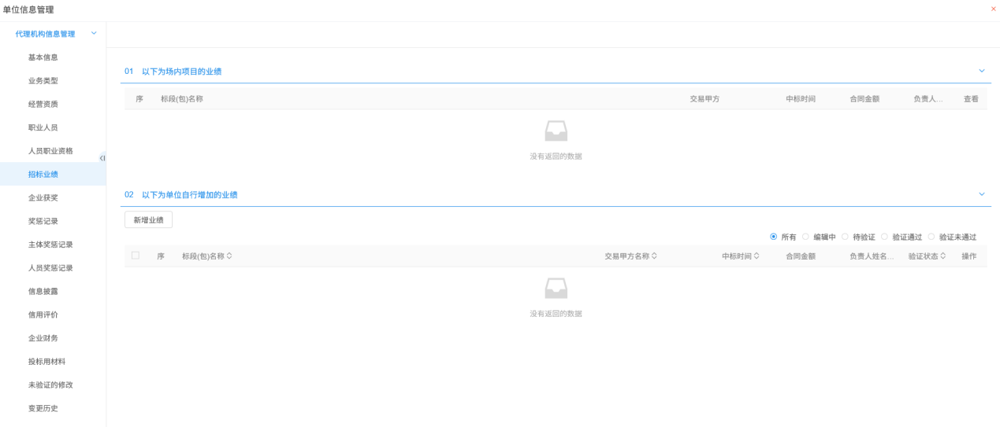 单位信息管理
代理机构信息管理
基本信息
业务类型
经营资质
职业人员
人员职业资格
招标业绩
企业获奖
奖惩记录
主体奖惩记录
人员奖惩记录
信息披露
信用评价
企业财务
投标用材料
未验证的修改
变更历史
01 以下为场内项目的业绩
序 标段(包)名称 交易甲方 中标时间 合同金额 负责人... 查看
没有返回的数据
02 以下为单位自行增加的业绩
新增业绩
所有 编辑中 待验证 验证通过 验证未通过
序 标段(包)名称 交易甲方名称 中标时间 合同金额 负责人姓名... 验证状态 操作
没有返回的数据